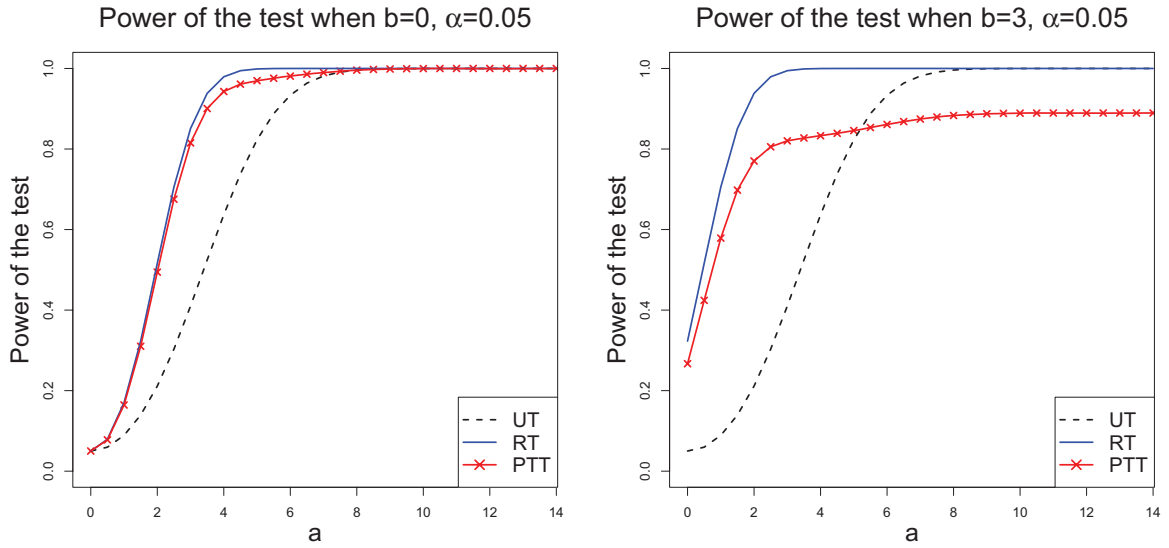 Power of the test when b=0, α=0.05
Power of the test
1.0
0.8
0.6
0.4
0.2
0.0
0 2 4 6 8 10 12 14
a
UT
RT
PTT
Power of the test when b=3, α=0.05
Power of the test
1.0
0.8
0.6
0.4
0.2
0.0
0 2 4 6 8 10 12 14
a
UT
RT
PTT